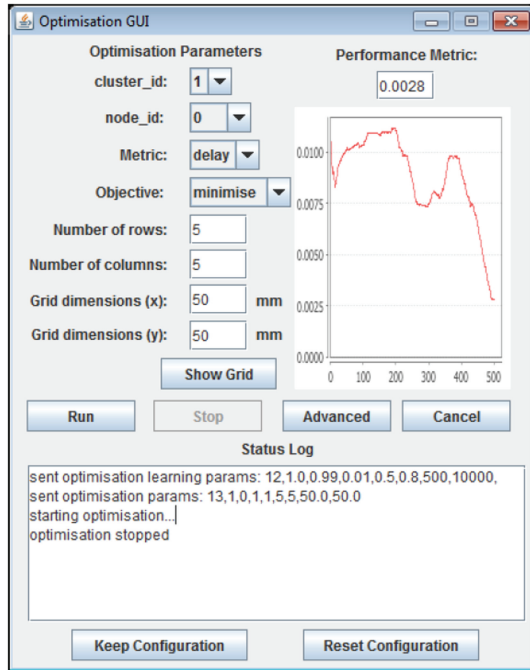 Optimisation GUI
Optimisation Parameters
cluster_id: 1
node_id: 0
Metric: delay
Objective: minimise
Number of rows: 5
Number of columns: 5
Grid dimensions (x): 50 mm
Grid dimensions (y): 50 mm
Show Grid
Performance Metric:
0.0028
0.0100
0.0075
0.0050
0.0025
0.0000
0 100 200 300 400 500
Run Stop Advanced Cancel
Status Log
sent optimisation learning params: 12,1.0,0.99,0.01,0.5,0.8,500,10000,
sent optimisation params: 13,1,0,1,1,5,5,50.0,50.0
starting optimisation...
optimisation stopped
Keep Configuration Reset Configuration